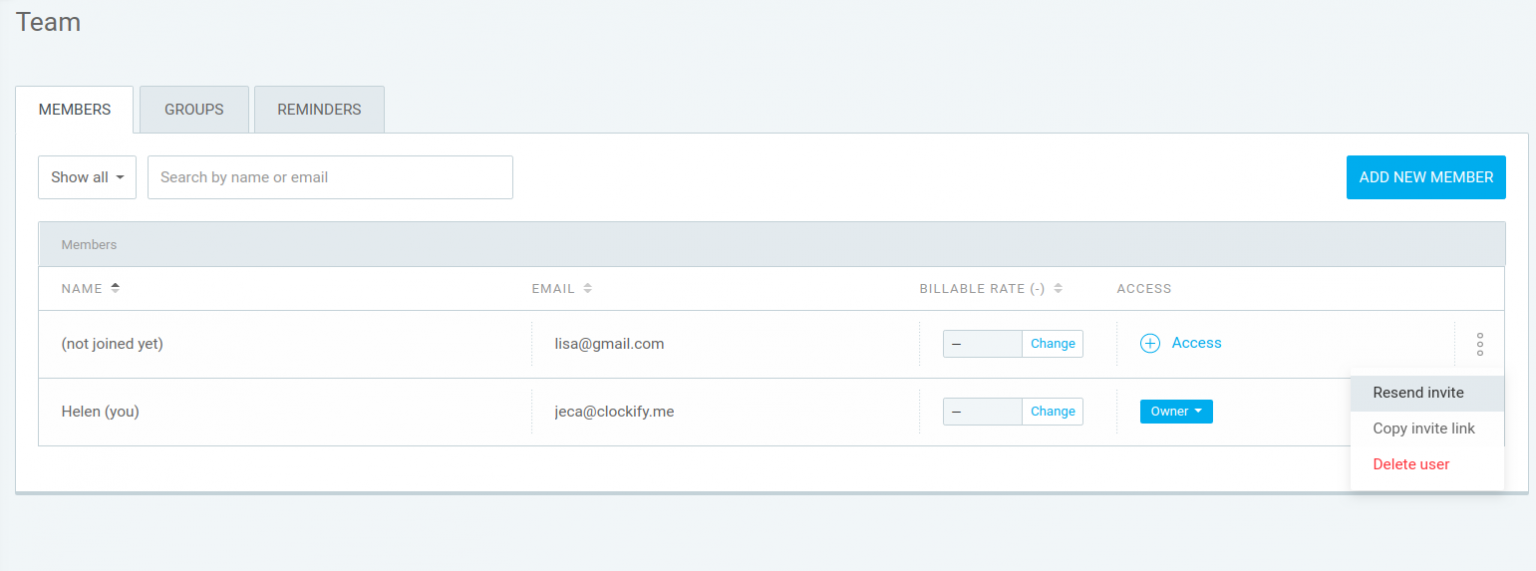 Team
MEMBERS GROUPS REMINDERS
Show all Search by name or email ADD NEW MEMBER
Members
NAME EMAIL BILLABLE RATE (-) ACCESS
(not joined yet) lisa@gmail.com – Change Access
Resend invite
Helen (you) jeca@clockify.me – Change Owner
Copy invite link
Delete user